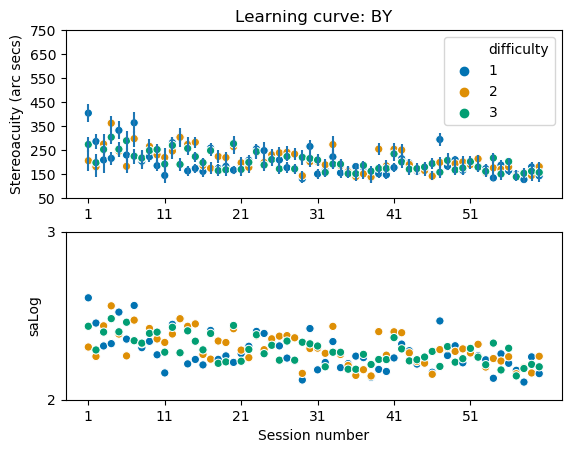 Learning curve: BY
Stereoacuity (arc secs)
750
650
550
450
350
250
150
50
difficulty
1
2
3
1 11 21 31 41 51
saLog
3
2
1 11 21 31 41 51
Session number